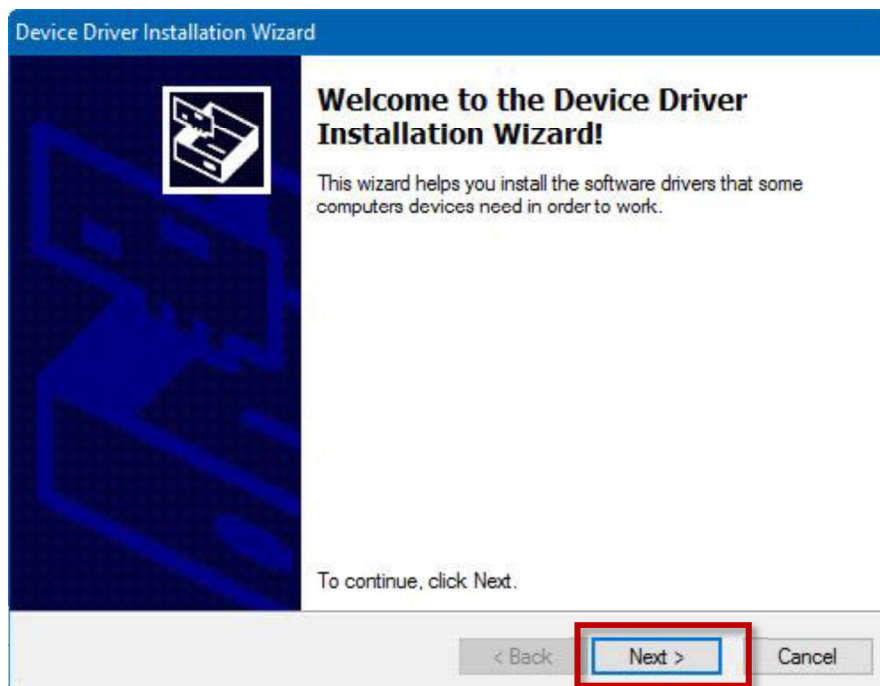 Device Driver Installation Wizard
Welcome to the Device Driver
Installation Wizard!
This wizard helps you install the software drivers that some
computers devices need in order to work.
To continue, click Next.
< Back
Next >
Cancel